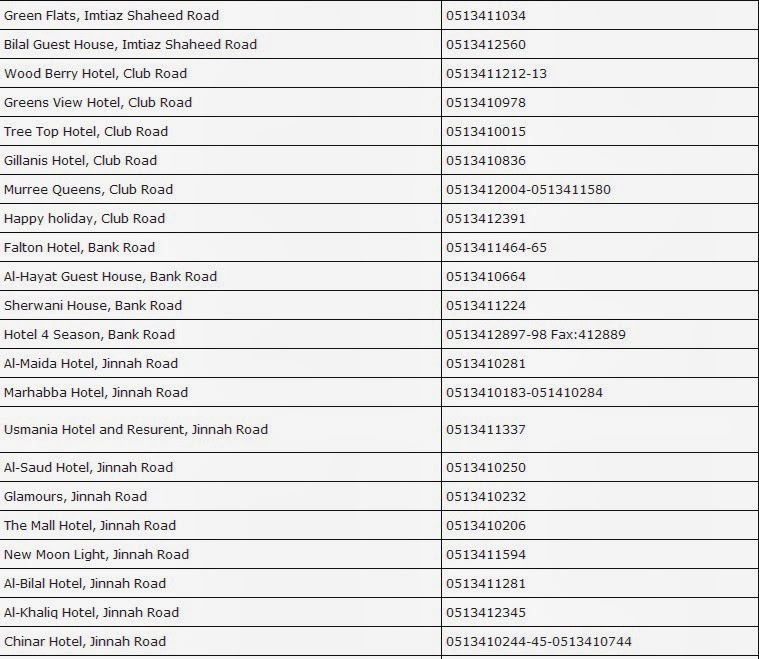 Green Flats, Imtiaz Shaheed Road 0513411034
Bilal Guest House, Imtiaz Shaheed Road 0513412560
Wood Berry Hotel, Club Road 0513411212-13
Greens View Hotel, Club Road 0513410978
Tree Top Hotel, Club Road 0513410015
Gillanis Hotel, Club Road 0513410836
Murree Queens, Club Road 0513412004-0513411580
Happy holiday, Club Road 0513412391
Falton Hotel, Bank Road 0513411464-65
Al-Hayat Guest House, Bank Road 0513410664
Sherwani House, Bank Road 0513411224
Hotel 4 Season, Bank Road 0513412897-98 Fax:412889
Al-Maida Hotel, Jinnah Road 0513410281
Marhabba Hotel, Jinnah Road 0513410183-051410284
Usmania Hotel and Resurent, Jinnah Road 0513411337
Al-Saud Hotel, Jinnah Road 0513410250
Glamours, Jinnah Road 0513410232
The Mall Hotel, Jinnah Road 0513410206
New Moon Light, Jinnah Road 0513411594
Al-Bilal Hotel, Jinnah Road 0513411281
Al-Khaliq Hotel, Jinnah Road 0513412345
Chinar Hotel, Jinnah Road 0513410244-45-0513410744